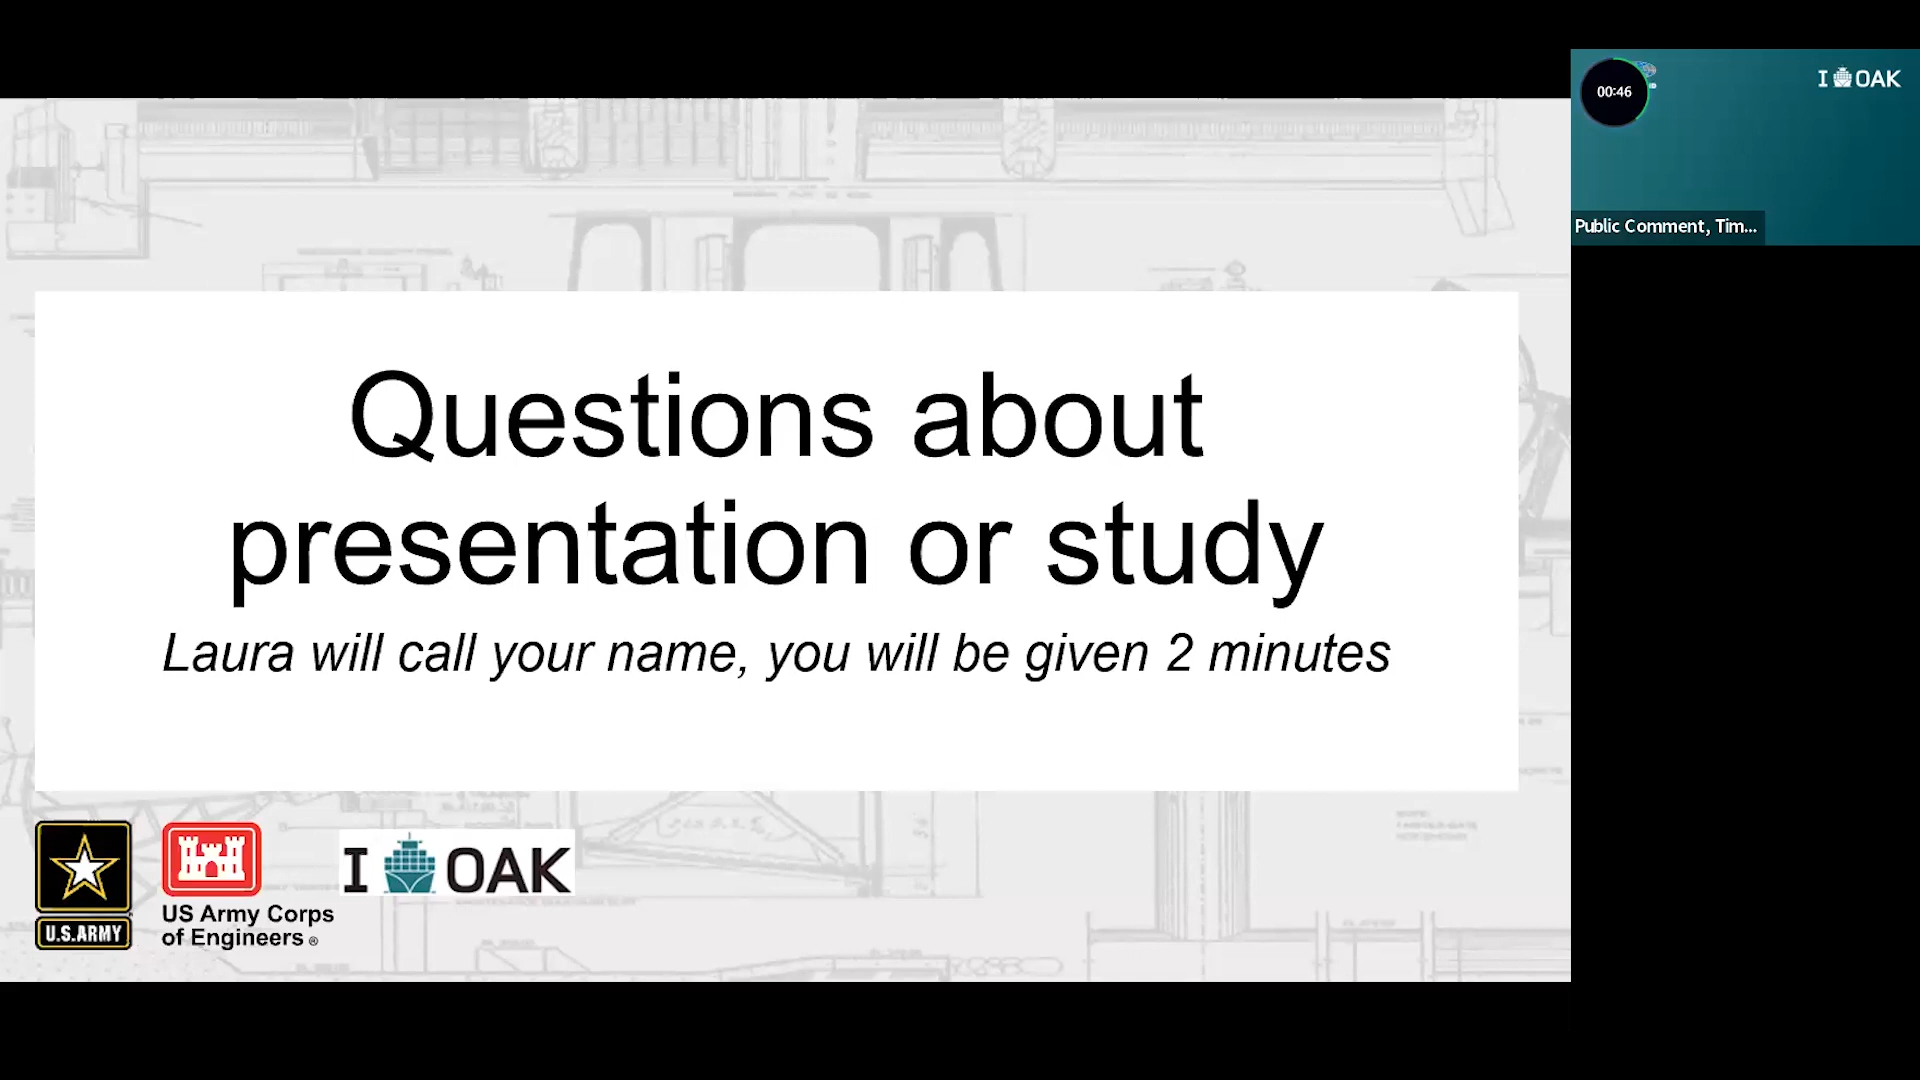 00:46
I OAK
Public Comment, Tim...
Questions about
presentation or study
Laura will call your name, you will be given 2 minutes
U.S.ARMY
US Army Corps
of Engineers ®
I OAK